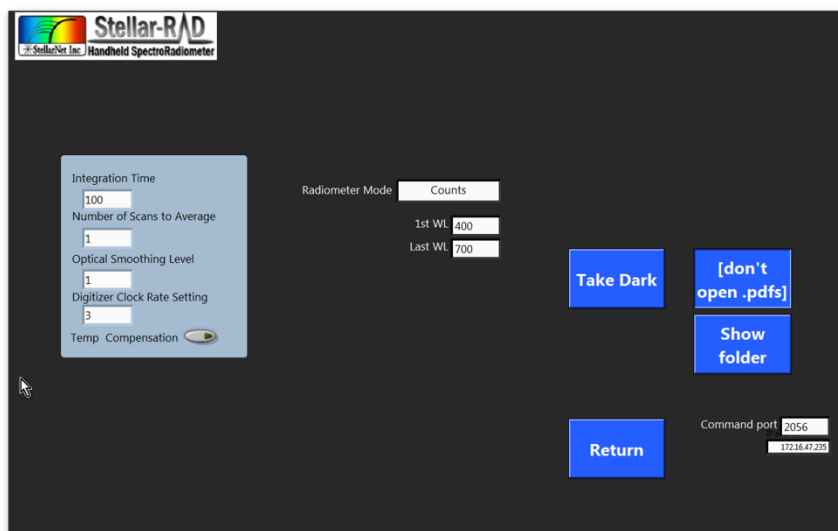 Stellar-RAD
StellarNet Inc
Handheld SpectroRadiometer
Integration Time
100
Number of Scans to Average
1
Optical Smoothing Level
1
Digitizer Clock Rate Setting
3
Temp Compensation
Radiometer Mode Counts
1st WL 400
Last WL 700
Take Dark
[don't
open .pdfs]
Show
folder
Return
Command port 2056
172.16.47.235